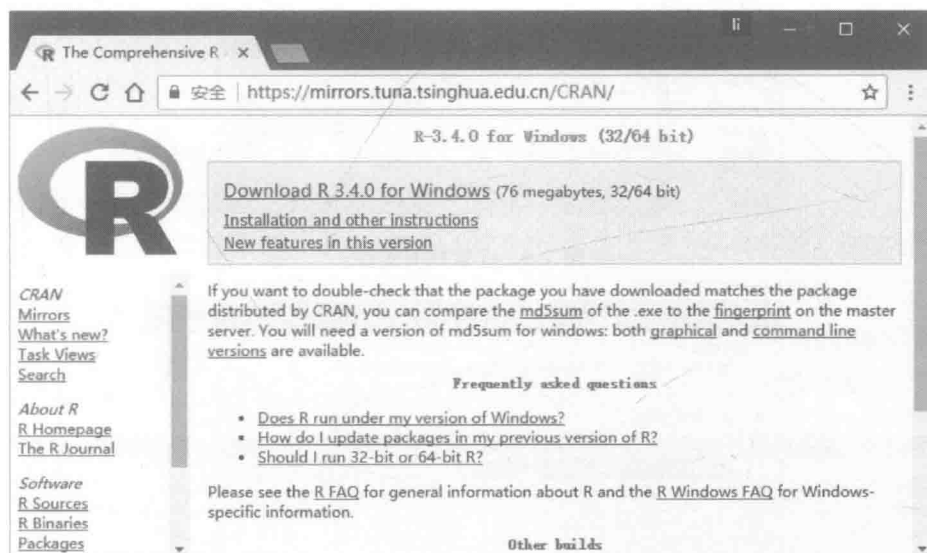 li
The Comprehensive R
安全 https://mirrors.tuna.tsinghua.edu.cn/CRAN/
R
R-3.4.0 for Windows (32/64 bit)
Download R 3.4.0 for Windows (76 megabytes, 32/64 bit)
Installation and other instructions
New features in this version
CRAN
Mirrors
What's new?
Task Views
Search
About R
R Homepage
The R Journal
Software
R Sources
R Binaries
Packages
If you want to double-check that the package you have downloaded matches the package
distributed by CRAN, you can compare the md5sum of the .exe to the fingerprint on the master
server. You will need a version of md5sum for windows: both graphical and command line
versions are available.
Frequently asked questions
• Does R run under my version of Windows?
• How do I update packages in my previous version of R?
• Should I run 32-bit or 64-bit R?
Please see the R FAQ for general information about R and the R Windows FAQ for Windows-
specific information.
Other builds